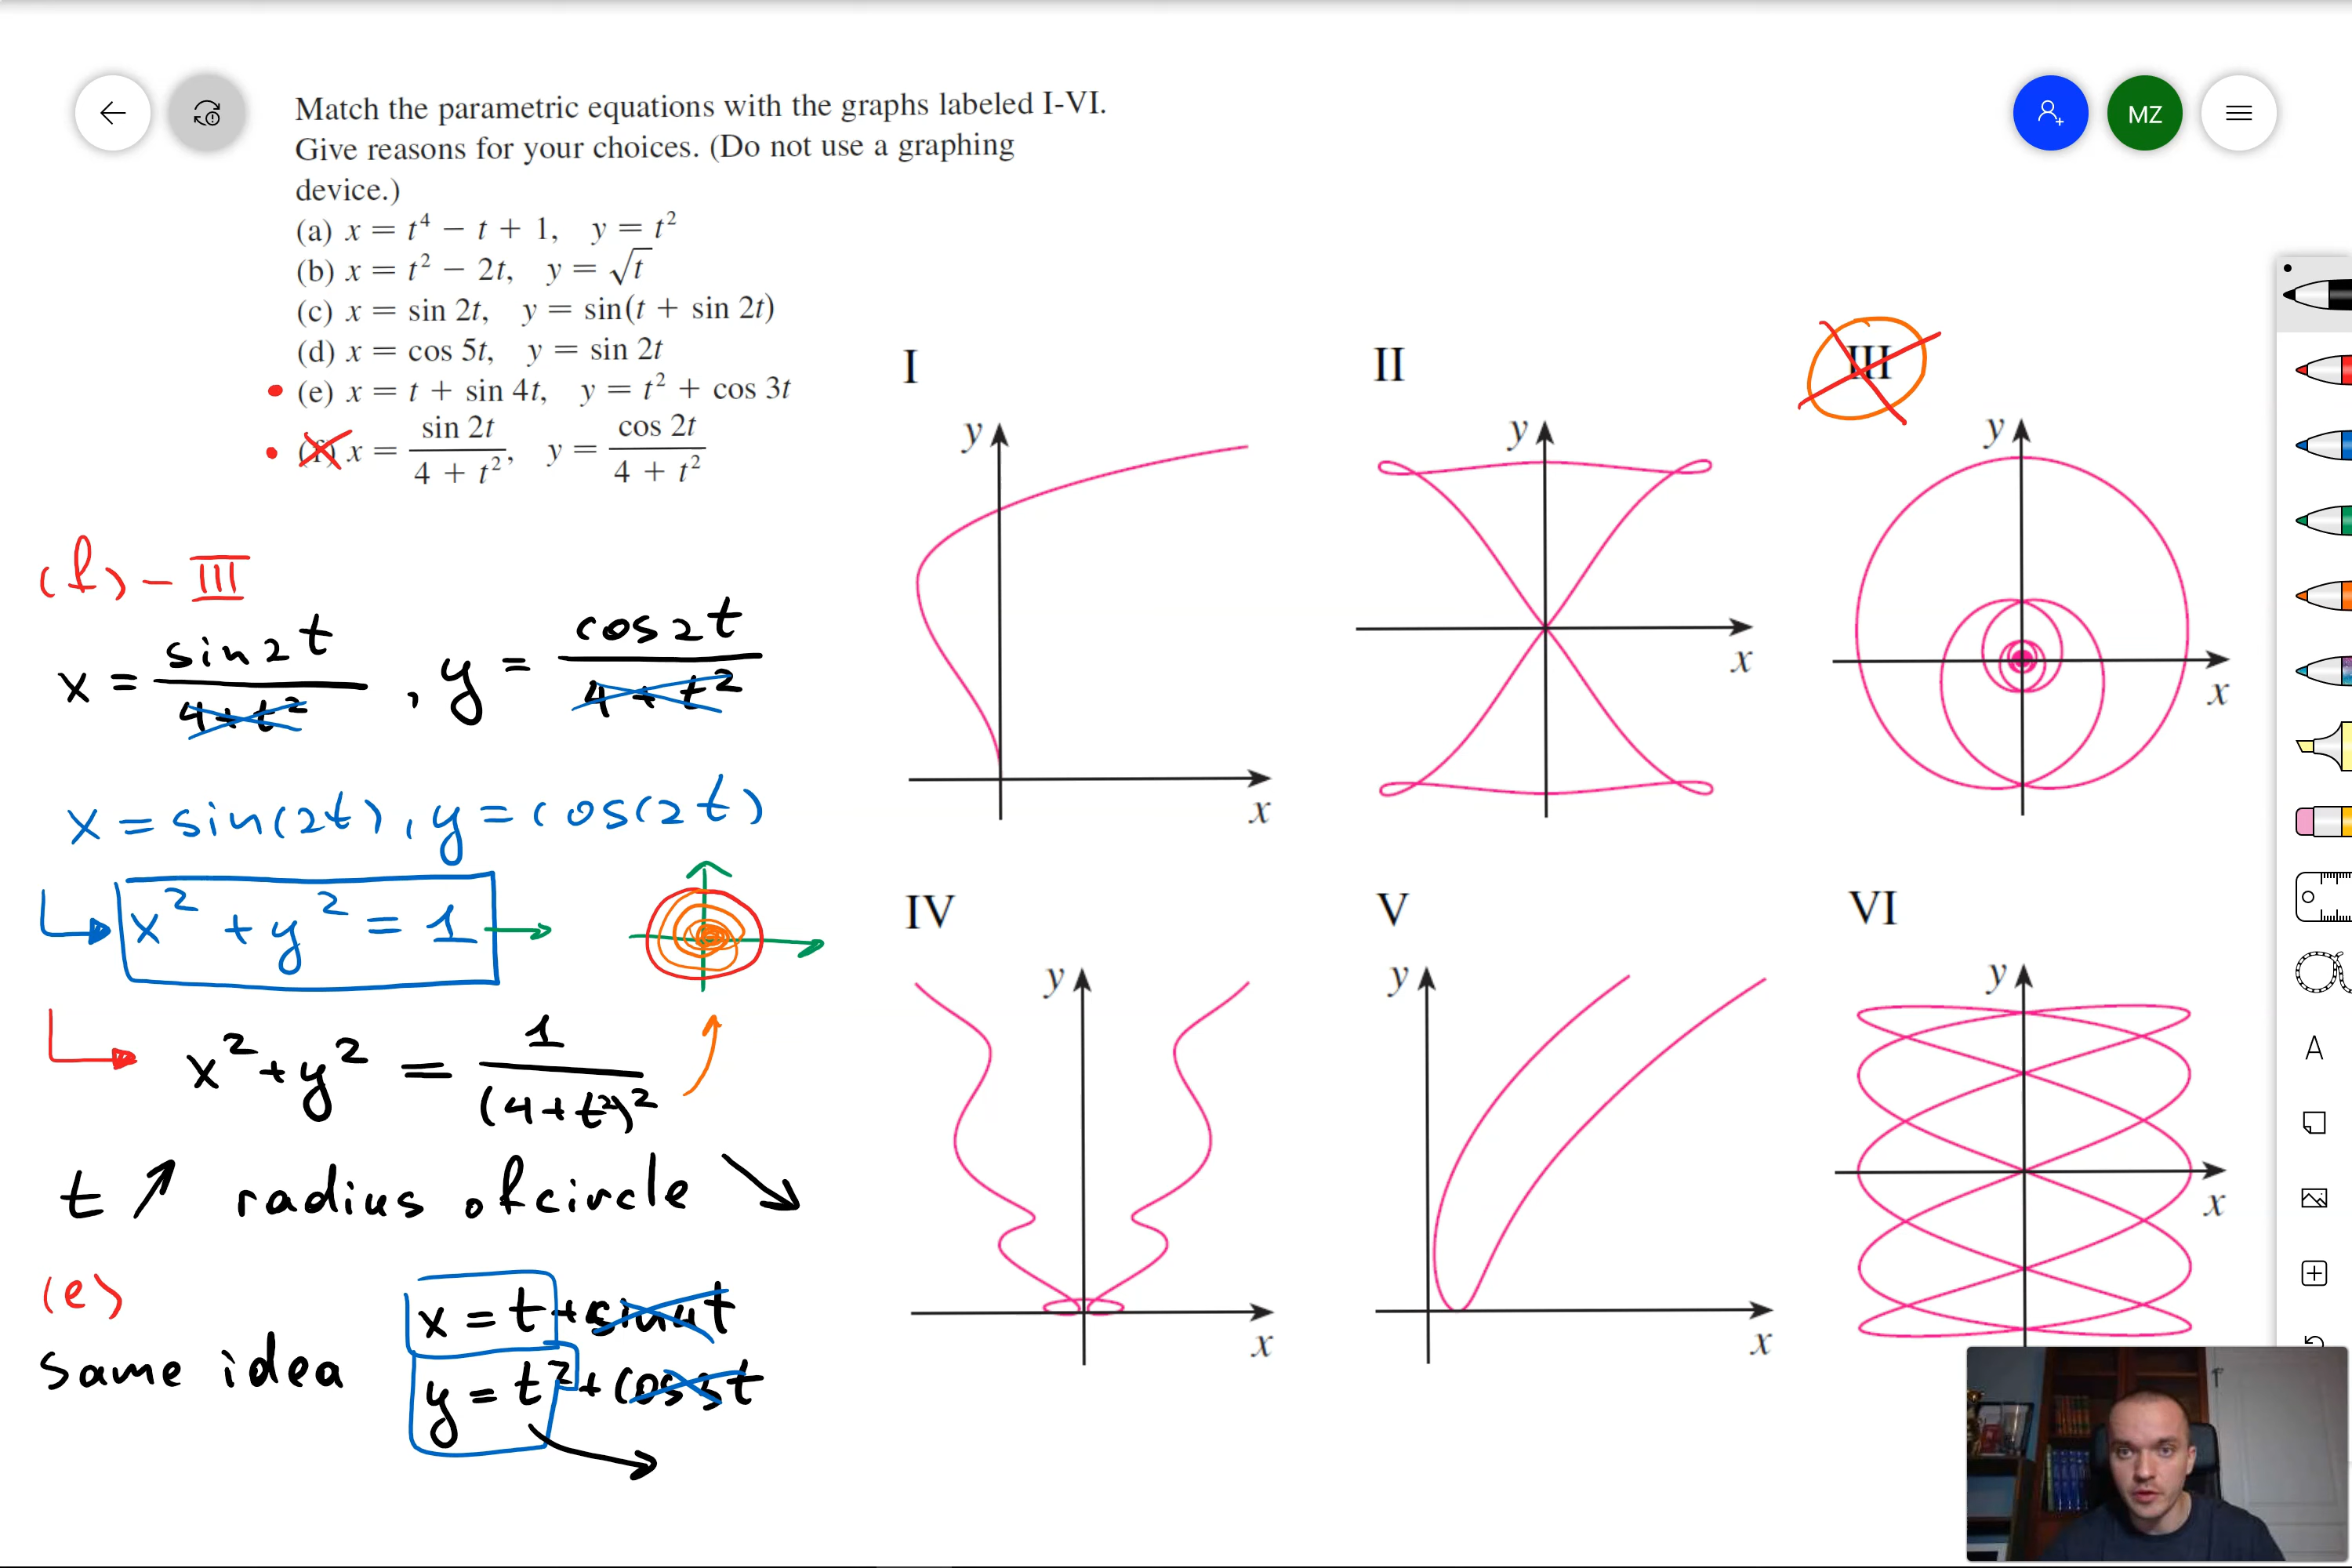 Match the parametric equations with the graphs labeled I-VI.
Give reasons for your choices. (Do not use a graphing
device.)
(a) x = t⁴ − t + 1, y = t²
(b) x = t² − 2t, y = √t
(c) x = sin 2t, y = sin(t + sin 2t)
(d) x = cos 5t, y = sin 2t
(e) x = t + sin 4t, y = t² + cos 3t
(f) x = sin 2t / 4 + t², y = cos 2t / 4 + t²
MZ
I
y
x
II
y
x
III
y
x
(f) – III
x = sin 2t / 4 + t², y = cos 2t / 4 + t²
x = sin(2t), y = cos(2t)
x² + y² = 1
x² + y² = 1 / (4 + t²)²
t ↗ radius of circle ↘
(e)
same idea
x = t + sin 4t
y = t² + cos 3t
IV
y
x
V
y
x
VI
y
x
A